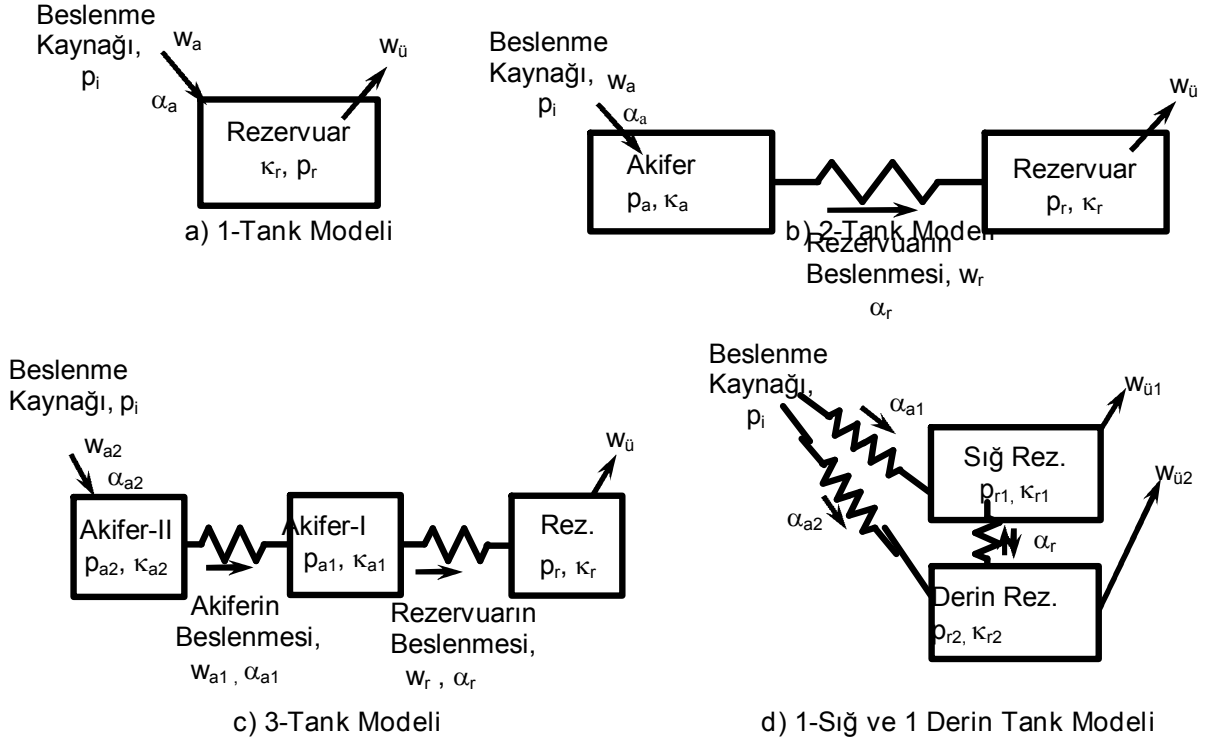 Beslenme
Kaynağı,
pᵢ
wₐ
αₐ
wü
Rezervuar
κᵣ, pᵣ
a) 1-Tank Modeli
Beslenme
Kaynağı,
pᵢ
wₐ
αₐ
wü
Akifer
pₐ, κₐ
Rezervuar
pᵣ, κᵣ
b) 2-Tank Modeli
Rezervuarın
Beslenmesi, wᵣ
αᵣ
Beslenme
Kaynağı, pᵢ
wₐ₂
αₐ₂
wü
Akifer-II
pₐ₂, κₐ₂
Akifer-I
pₐ₁, κₐ₁
Rez.
pᵣ, κᵣ
Akiferin
Beslenmesi,
wₐ₁, αₐ₁
Rezervuarın
Beslenmesi,
wᵣ , αᵣ
c) 3-Tank Modeli
Beslenme
Kaynağı,
pᵢ
αₐ₁
αₐ₂
wü₁
wü₂
Sığ Rez.
pᵣ₁, κᵣ₁
αᵣ
Derin Rez.
pᵣ₂, κᵣ₂
d) 1-Sığ ve 1 Derin Tank Modeli